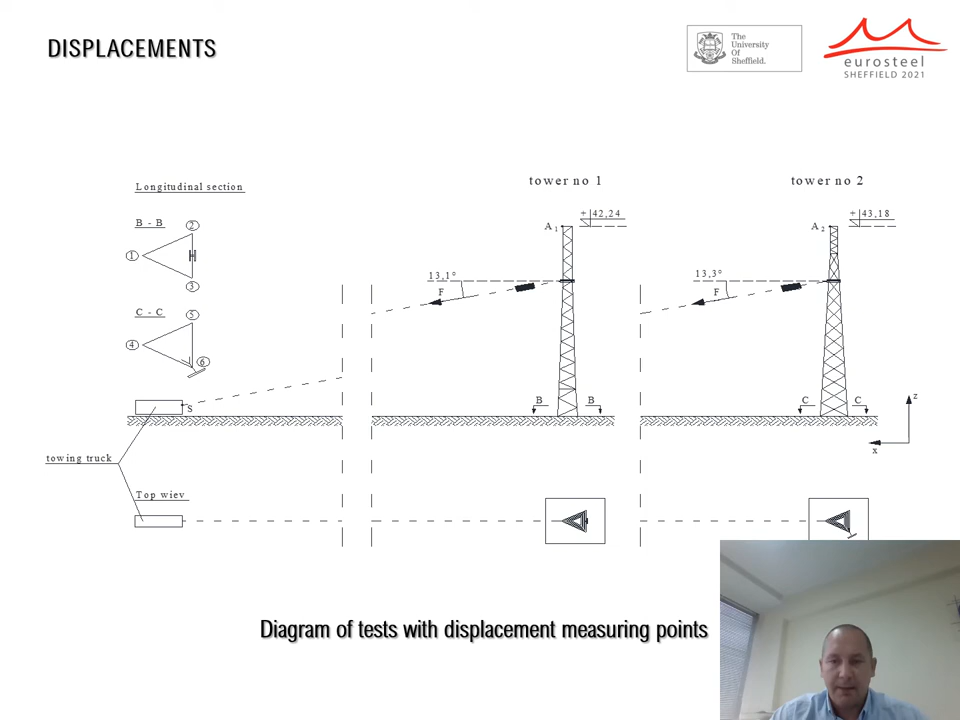 DISPLACEMENTS
The
University
Of
Sheffield.
eurosteel
SHEFFIELD 2021
Longitudinal section
tower no 1
tower no 2
B - B
2
1
3
C - C
5
4
6
+ 42,24
A1
13,1°
F
+ 43,18
A2
13,3°
F
S
B B
C C
z
x
towing truck
Top wiev
Diagram of tests with displacement measuring points